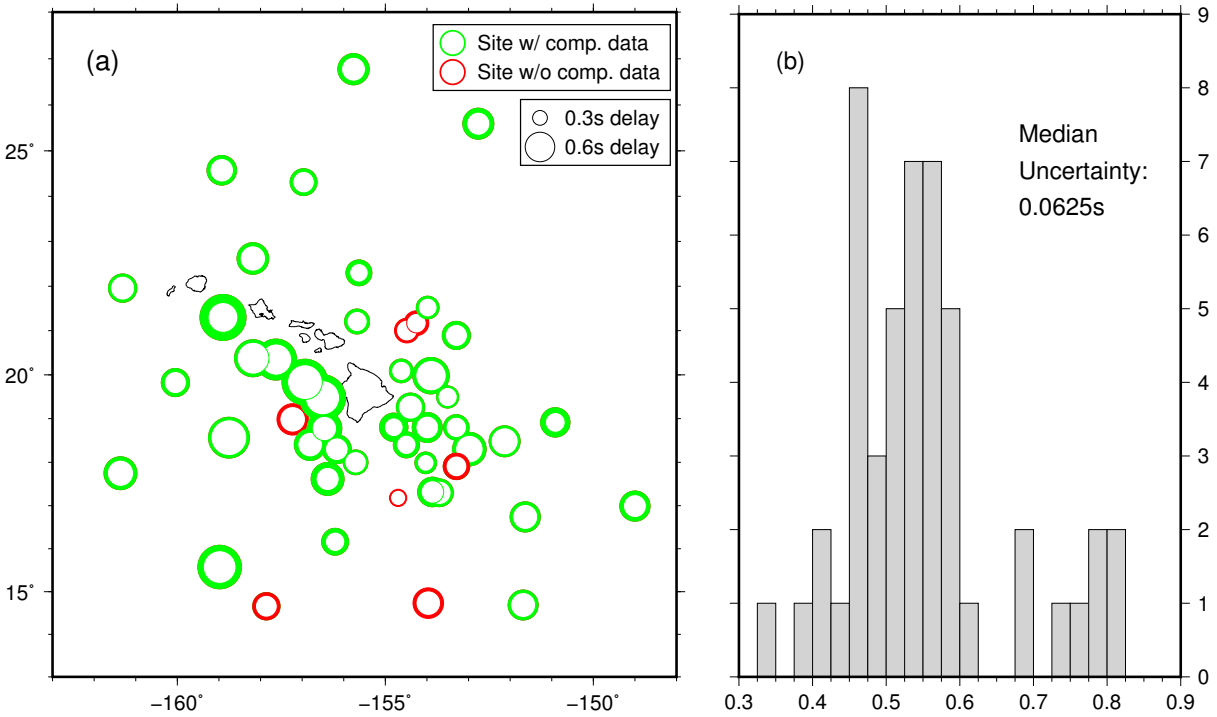 (a)
Site w/ comp. data
Site w/o comp. data
0.3s delay
0.6s delay
25°
20°
15°
−160°
−155°
−150°
(b)
Median
Uncertainty:
0.0625s
9
8
7
6
5
4
3
2
1
0
0.3
0.4
0.5
0.6
0.7
0.8
0.9